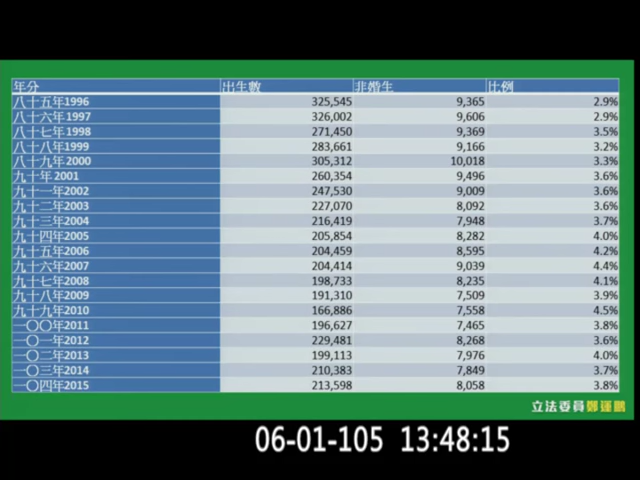 年分 出生數 非婚生 比例
八十五年1996 325,545 9,365 2.9%
八十六年1997 326,002 9,606 2.9%
八十七年1998 271,450 9,369 3.5%
八十八年1999 283,661 9,166 3.2%
八十九年2000 305,312 10,018 3.3%
九十年2001 260,354 9,496 3.6%
九十一年2002 247,530 9,009 3.6%
九十二年2003 227,070 8,092 3.6%
九十三年2004 216,419 7,948 3.7%
九十四年2005 205,854 8,282 4.0%
九十五年2006 204,459 8,595 4.2%
九十六年2007 204,414 9,039 4.4%
九十七年2008 198,733 8,235 4.1%
九十八年2009 191,310 7,509 3.9%
九十九年2010 166,886 7,558 4.5%
一〇〇年2011 196,627 7,465 3.8%
一〇一年2012 229,481 8,268 3.6%
一〇二年2013 199,113 7,976 4.0%
一〇三年2014 210,383 7,849 3.7%
一〇四年2015 213,598 8,058 3.8%
立法委員鄭運鵬
06-01-105 13:48:15